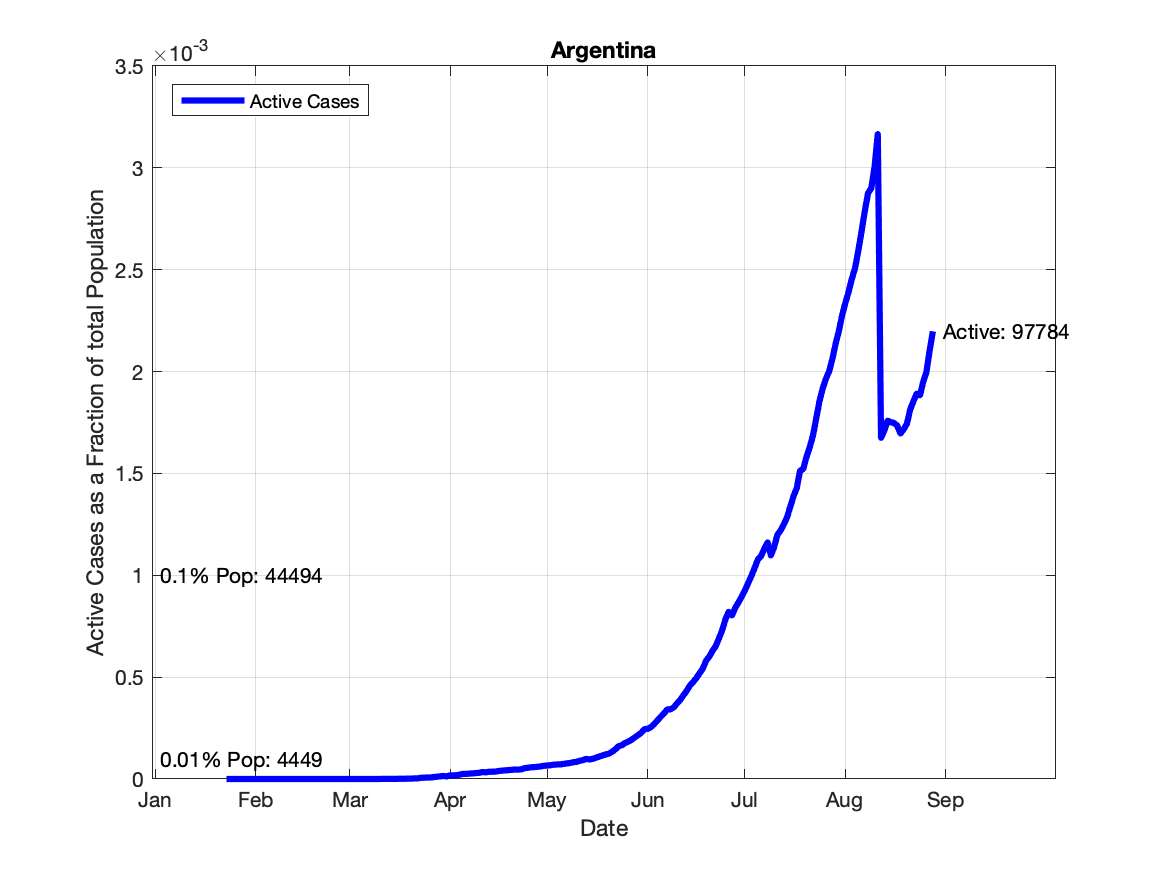 Argentina
×10-3
3.5
Active Cases
3
2.5
Active: 97784
2
1.5
1
0.1% Pop: 44494
0.5
0.01% Pop: 4449
0
Jan Feb Mar Apr May Jun Jul Aug Sep
Date
Active Cases as a Fraction of total Population